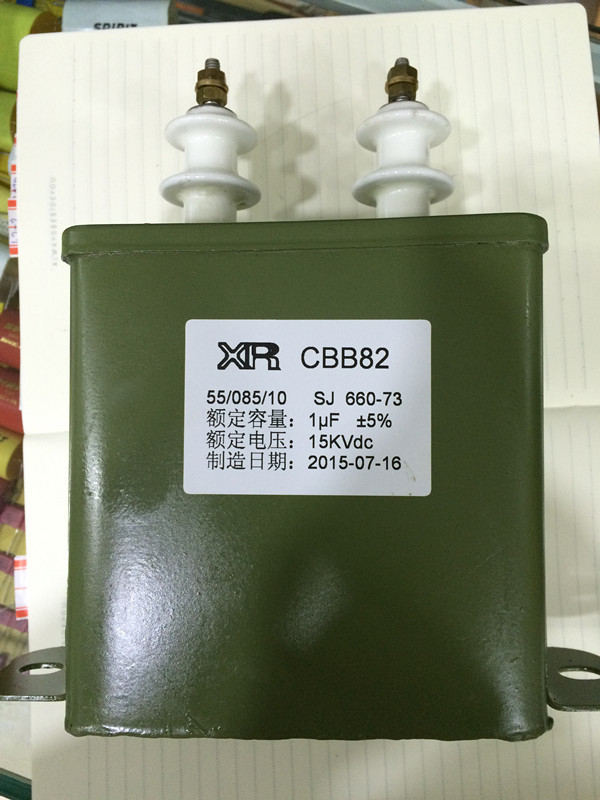 SPIRIT
XR CBB82
55/085/10 SJ 660-73
额定容量：1μF ±5%
额定电压：15KVdc
制造日期：2015-07-16